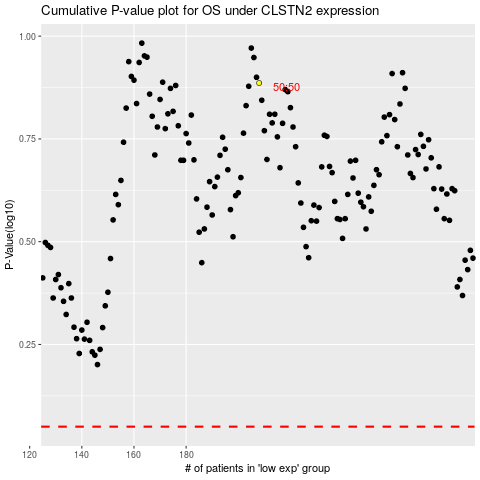 Cumulative P-value plot for OS under CLSTN2 expression
1.00
0.75
0.50
0.25
P-Value(log10)
50:50
120 140 160 180
# of patients in 'low exp' group